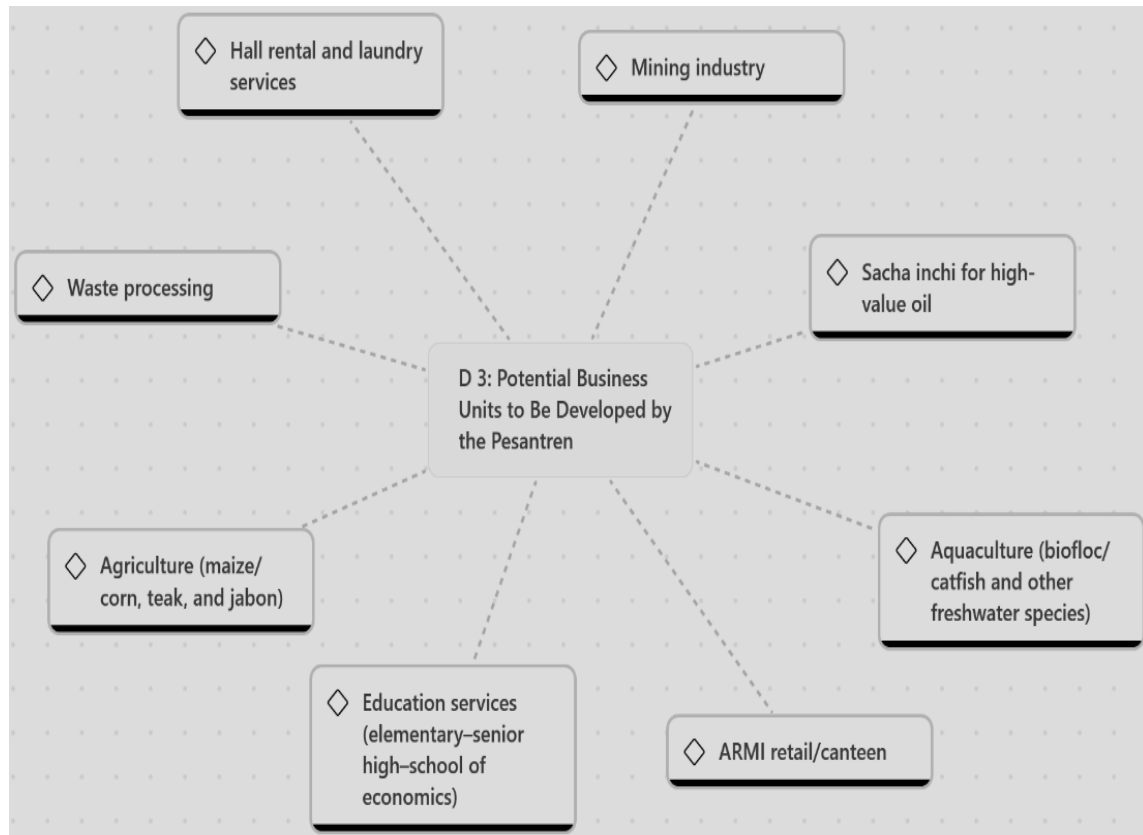 Hall rental and laundry
services
Mining industry
Waste processing
Sacha inchi for high-
value oil
D 3: Potential Business
Units to Be Developed by
the Pesantren
Agriculture (maize/
corn, teak, and jabon)
Aquaculture (biofloc/
catfish and other
freshwater species)
Education services
(elementary–senior
high–school of
economics)
ARMI retail/canteen